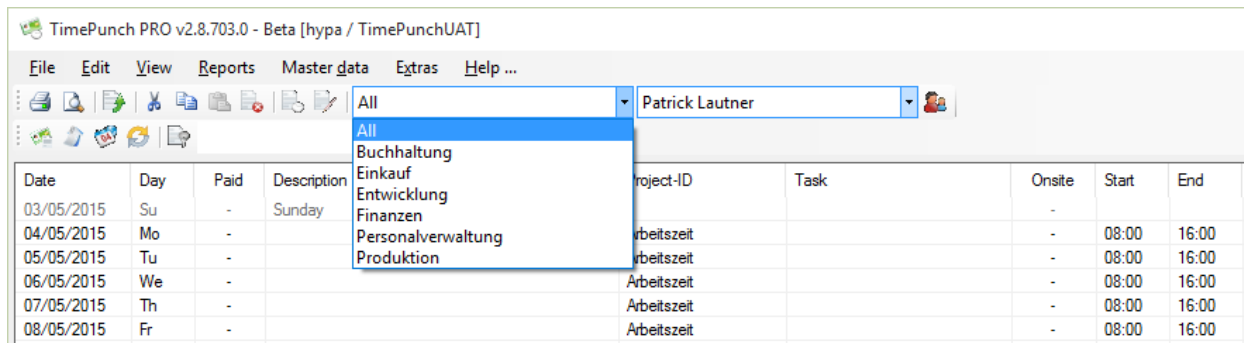 TimePunch PRO v2.8.703.0 - Beta [hypa / TimePunchUAT]
File Edit View Reports Master data Extras Help ...
All Patrick Lautner
All
Buchhaltung
Einkauf
Entwicklung
Finanzen
Personalverwaltung
Produktion
Date Day Paid Description Project-ID Task Onsite Start End
03/05/2015 Su - Sunday -
04/05/2015 Mo - Arbeitszeit - 08:00 16:00
05/05/2015 Tu - Arbeitszeit - 08:00 16:00
06/05/2015 We - Arbeitszeit - 08:00 16:00
07/05/2015 Th - Arbeitszeit - 08:00 16:00
08/05/2015 Fr - Arbeitszeit - 08:00 16:00